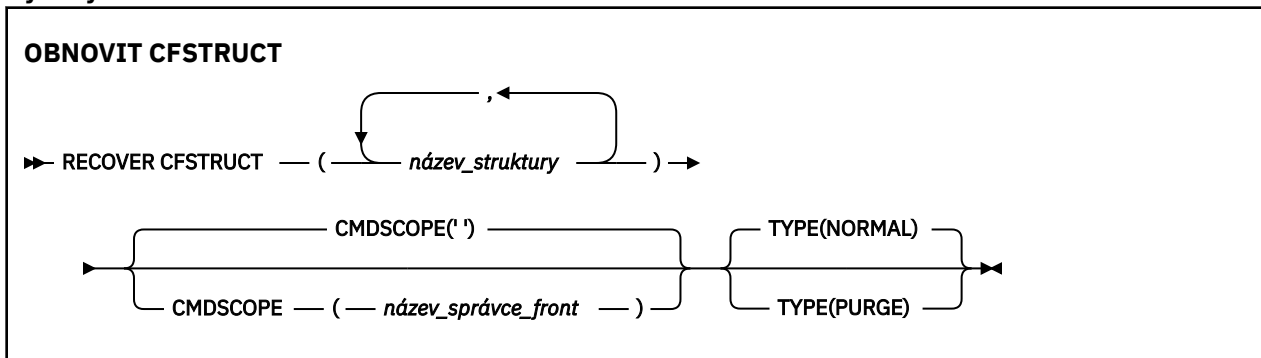 OBNOVIT CFSTRUCT
,
RECOVER CFSTRUCT ( název_struktury )
CMDSCOPE(' ') TYPE(NORMAL)
CMDSCOPE ( název_správce_front ) TYPE(PURGE)